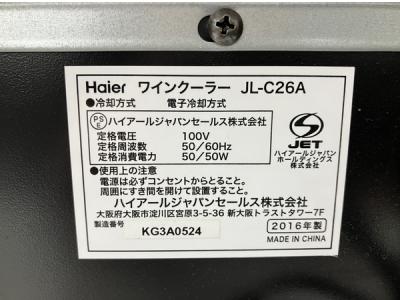 Haier ワインクーラー JL-C26A
●冷却方式 電子冷却方式
PSE ハイアールジャパンセールス株式会社
定格電圧 100V
定格周波数 50/60Hz
定格消費電力 50/50W
S JET
ハイアールジャパン
ホールディングス
株式会社
●使用上の注意
電源は必ずコンセントからとること。
周囲にすき間を開けて設置すること。
ハイアールジャパンセールス株式会社
大阪府大阪市淀川区宮原3-5-36 新大阪トラストタワー7F
製造番号 KG3A0524
2016年製
MADE IN CHINA